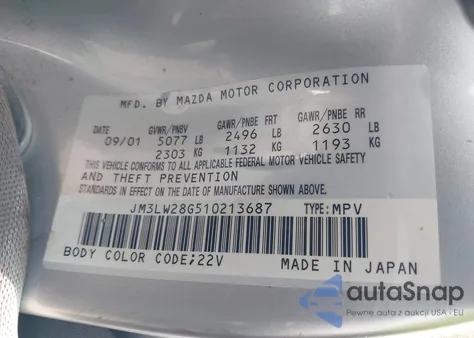 MFD. BY MAZDA MOTOR CORPORATION
DATE GVWR/PNBV GAWR/PNBE FRT GAWR/PNBE RR
09/01 5077 LB 2496 LB 2630 LB
2303 KG 1132 KG 1193 KG
THIS VEHICLE CONFORMS TO ALL APPLICABLE FEDERAL MOTOR VEHICLE SAFETY
AND THEFT PREVENTION
STANDARDS IN EFFECT ON THE DATE OF MANUFACTURE SHOWN ABOVE.
JM3LW28G510213687 TYPE:MPV
BODY COLOR CODE;22V MADE IN JAPAN
autoSnap
Pewne auta z aukcji USA i EU